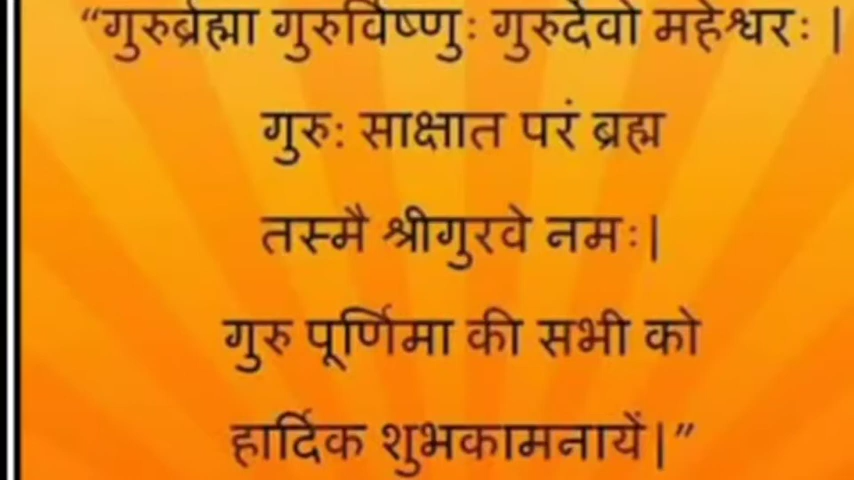 “गुरुर्ब्रह्मा गुरुर्विष्णुः गुरुर्देवो महेश्वरः |
गुरुः साक्षात परं ब्रह्म
तस्मै श्रीगुरवे नमः|
गुरु पूर्णिमा की सभी को
हार्दिक शुभकामनायें|”